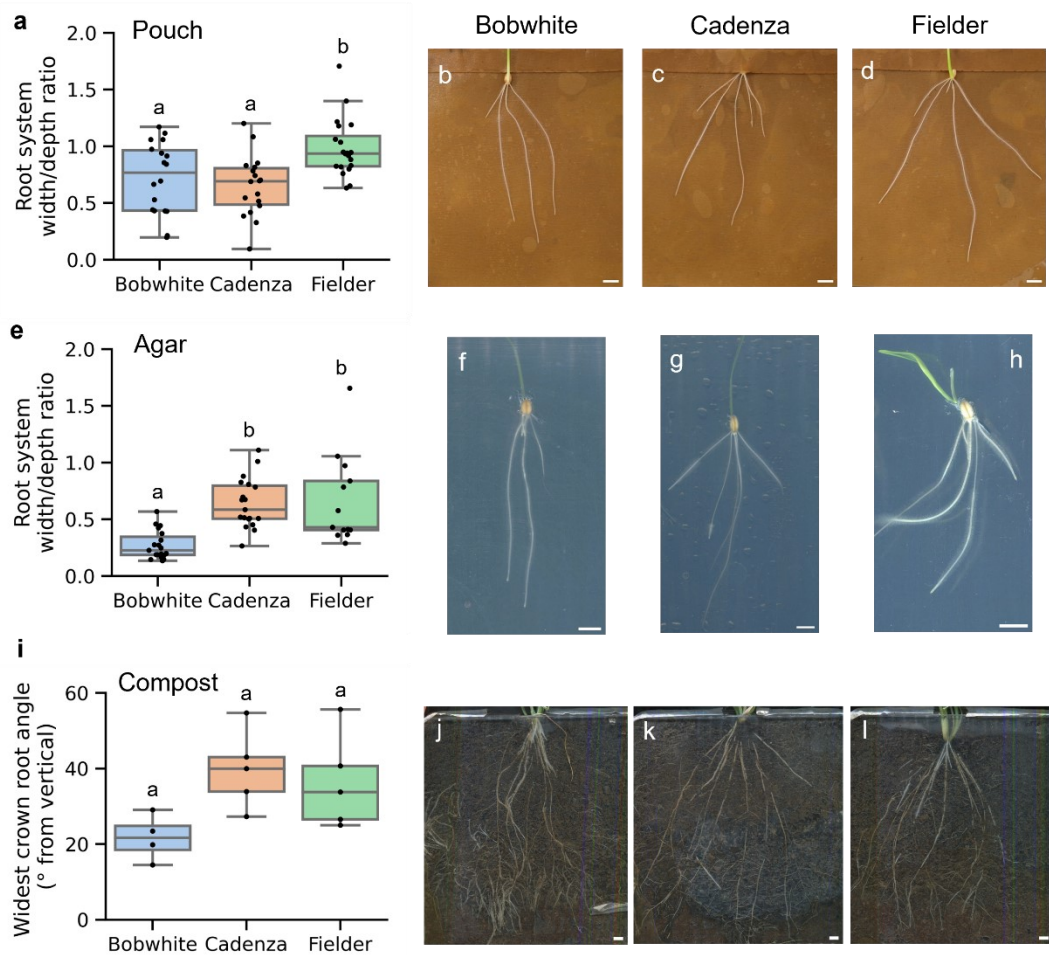 a
Pouch
Root system
width/depth ratio
2.0
1.5
1.0
0.5
0.0
a
a
b
Bobwhite
Cadenza
Fielder
Bobwhite
Cadenza
Fielder
b
c
d
e
Agar
Root system
width/depth ratio
2.0
1.5
1.0
0.5
0.0
a
b
b
Bobwhite
Cadenza
Fielder
f
g
h
i
Compost
Widest crown root angle
(° from vertical)
60
40
20
0
a
a
a
Bobwhite
Cadenza
Fielder
j
k
l